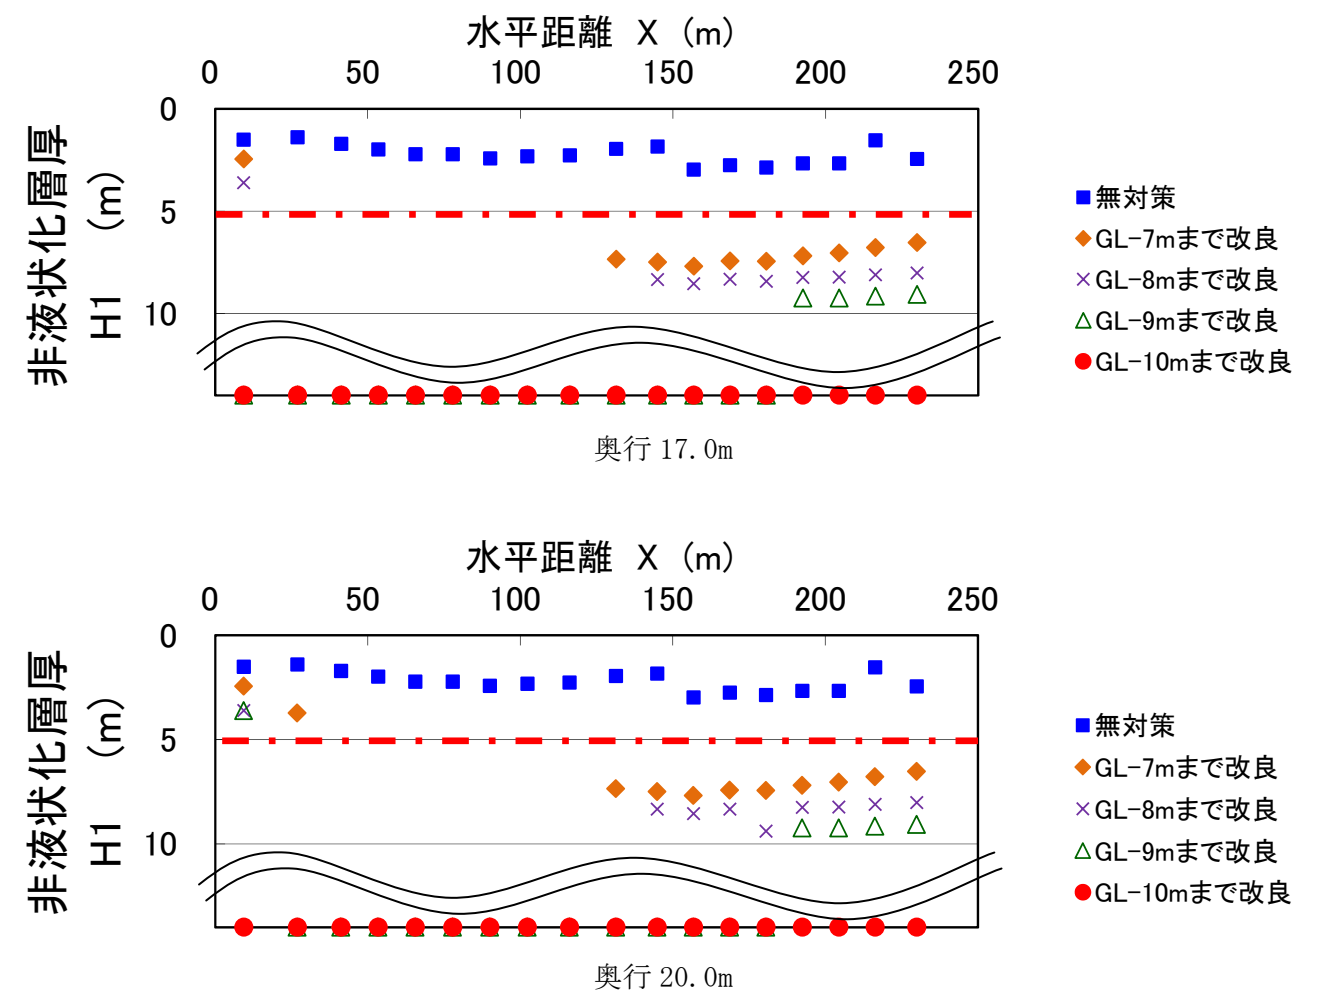 水平距離 X (m)
0 50 100 150 200 250
非液状化層厚
H1 (m)
0
5
10
■無対策
◆GL-7mまで改良
×GL-8mまで改良
△GL-9mまで改良
●GL-10mまで改良
奥行 17.0m
水平距離 X (m)
0 50 100 150 200 250
非液状化層厚
H1 (m)
0
5
10
■無対策
◆GL-7mまで改良
×GL-8mまで改良
△GL-9mまで改良
●GL-10mまで改良
奥行 20.0m